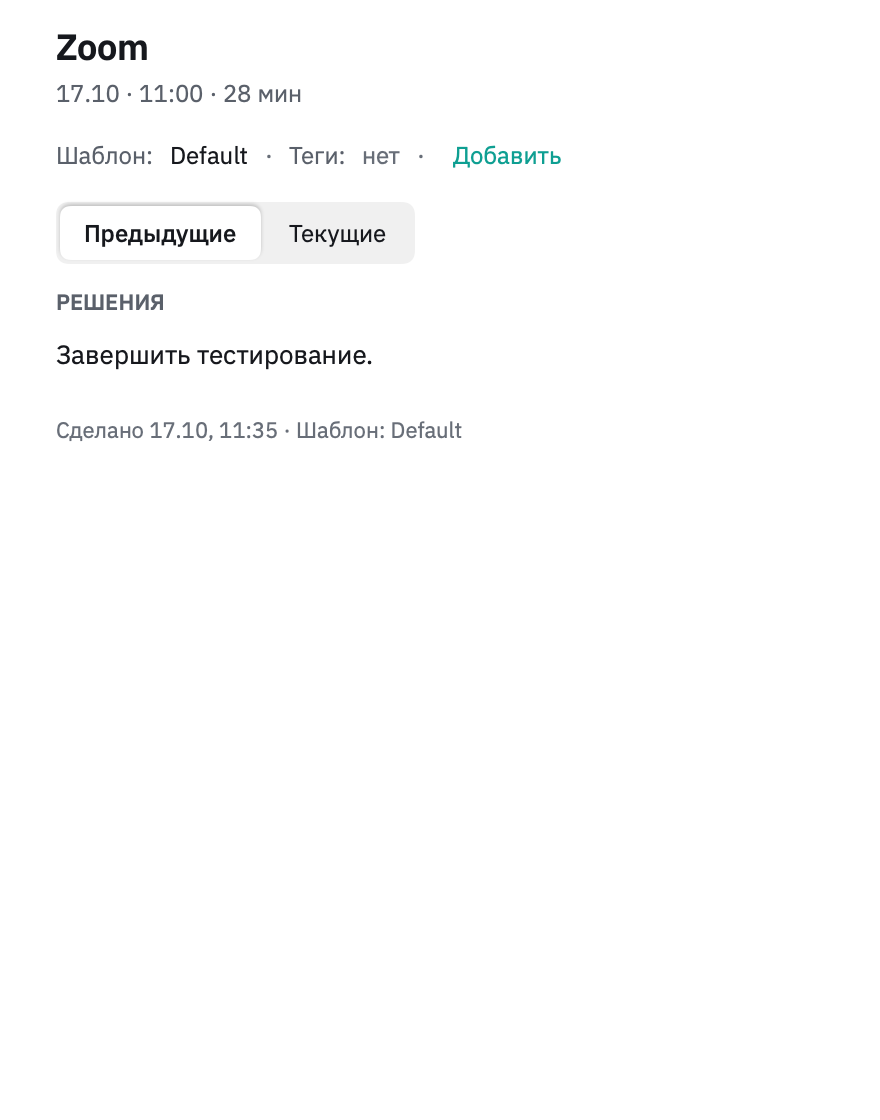 Zoom
17.10 · 11:00 · 28 мин
Шаблон: Default · Теги: нет · Добавить
Предыдущие Текущие
РЕШЕНИЯ
Завершить тестирование.
Сделано 17.10, 11:35 · Шаблон: Default